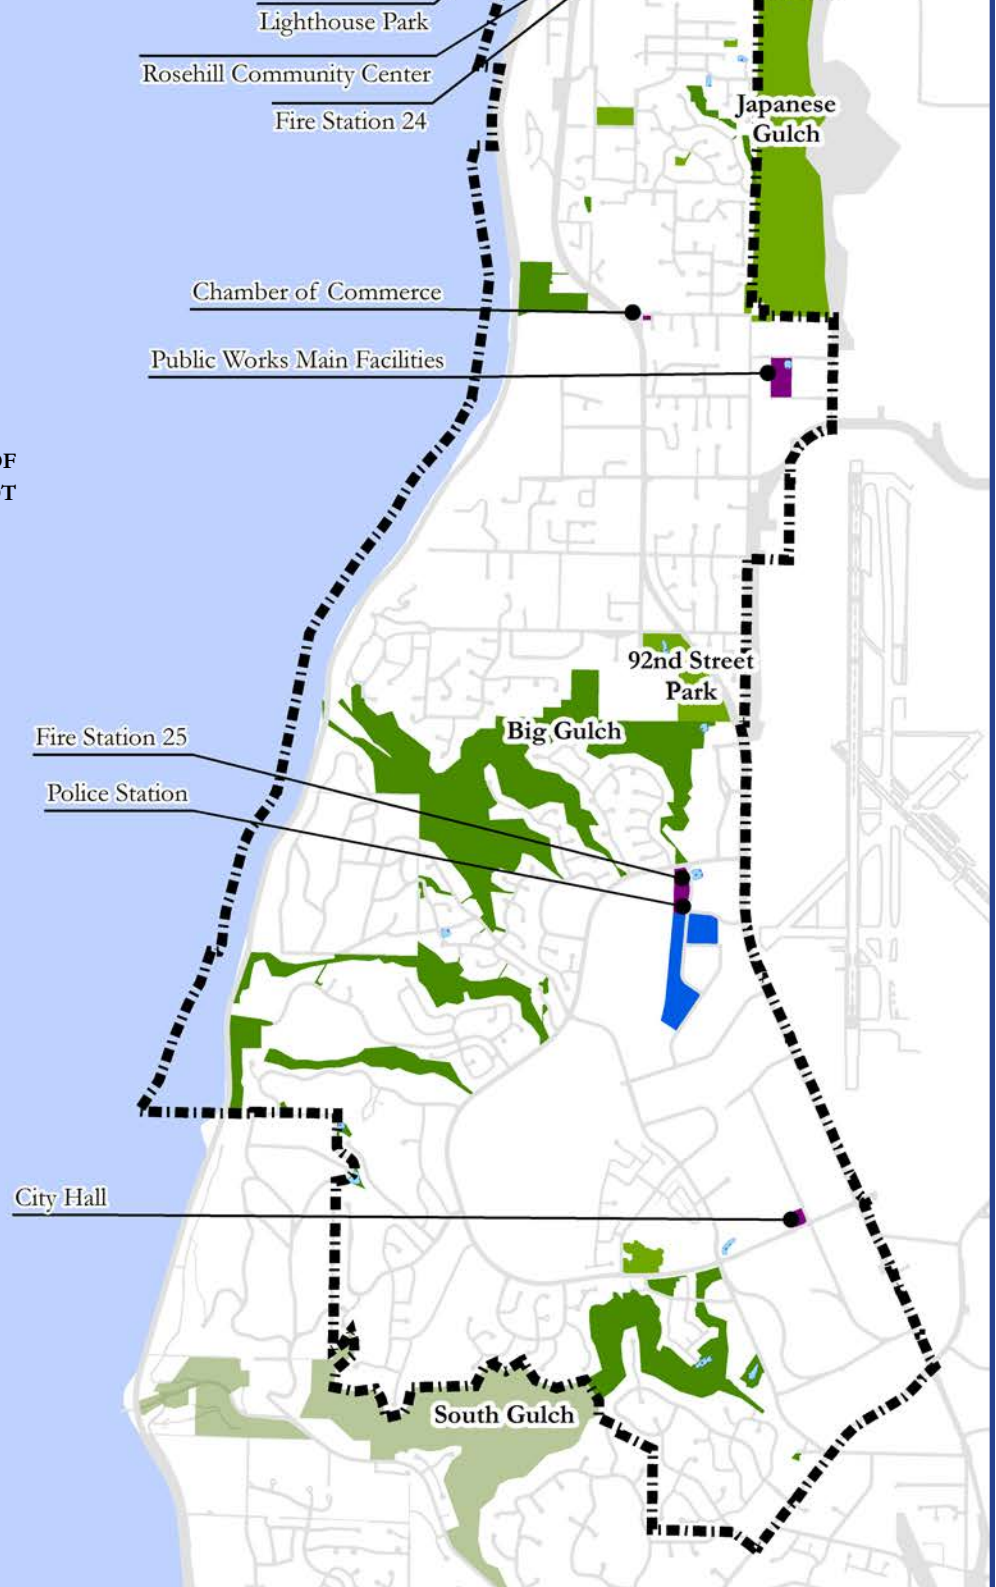 Lighthouse Park
Rosehill Community Center
Fire Station 24
Japanese
Gulch
Chamber of Commerce
Public Works Main Facilities
OF
OT
92nd Street
Park
Big Gulch
Fire Station 25
Police Station
City Hall
South Gulch